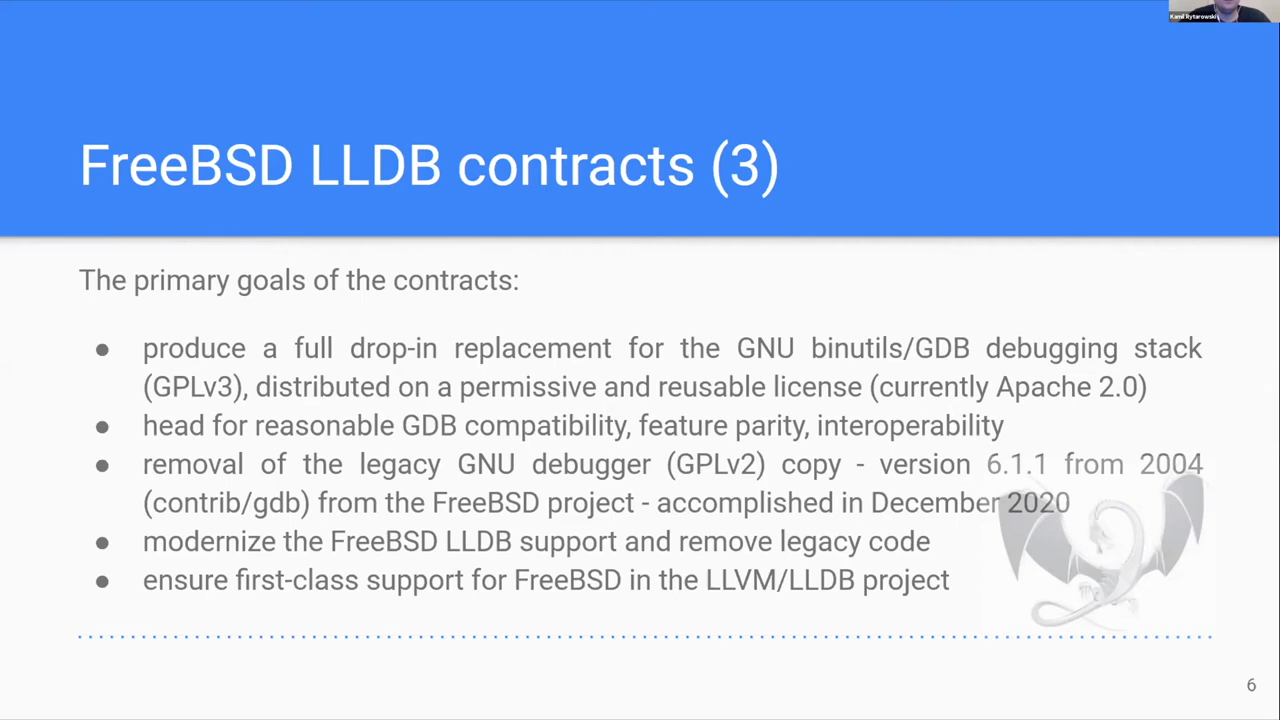 Kamil Rytarowski
FreeBSD LLDB contracts (3)
The primary goals of the contracts:
● produce a full drop-in replacement for the GNU binutils/GDB debugging stack
(GPLv3), distributed on a permissive and reusable license (currently Apache 2.0)
● head for reasonable GDB compatibility, feature parity, interoperability
● removal of the legacy GNU debugger (GPLv2) copy - version 6.1.1 from 2004
(contrib/gdb) from the FreeBSD project - accomplished in December 2020
● modernize the FreeBSD LLDB support and remove legacy code
● ensure first-class support for FreeBSD in the LLVM/LLDB project
6